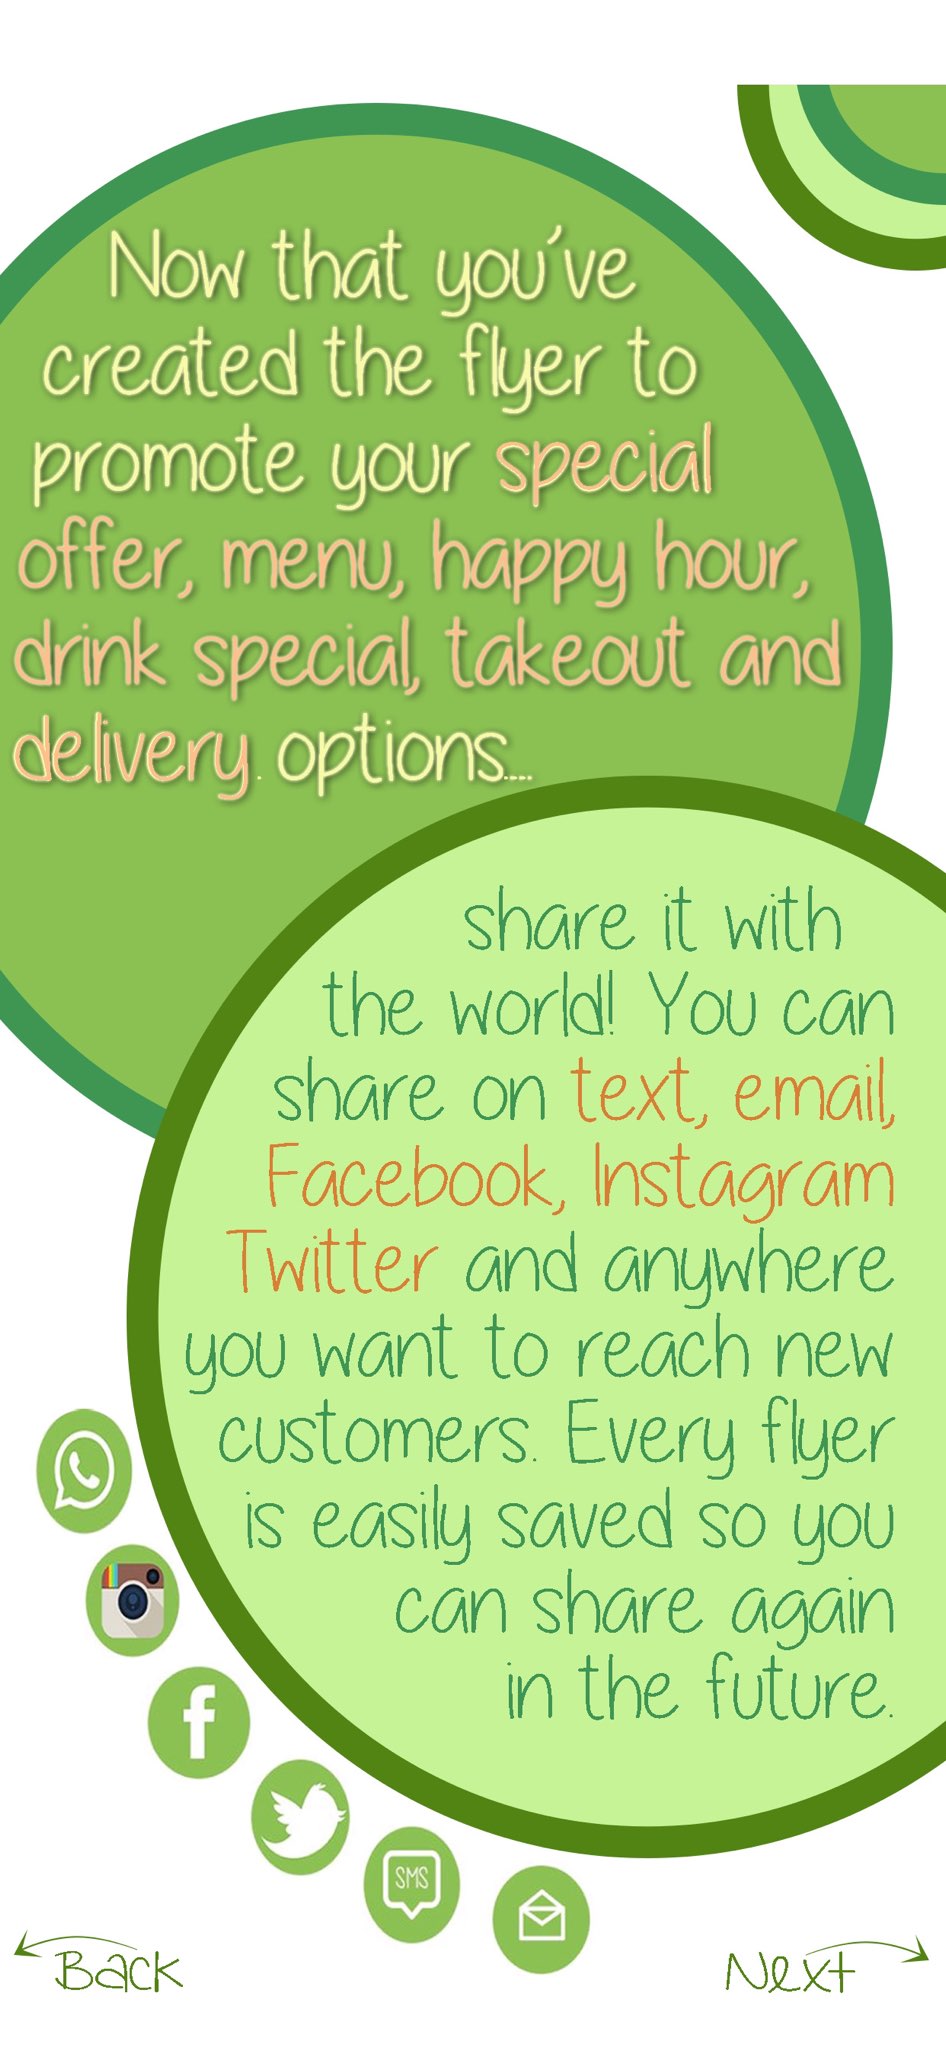 Now that you've
created the flyer to
promote your special
offer, menu, happy hour,
drink special, takeout and
delivery. options....
share it with
the world! You can
share on text, email,
Facebook, Instagram
Twitter and anywhere
you want to reach new
customers. Every flyer
is easily saved so you
can share again
in the future.
SMS
Back
Next